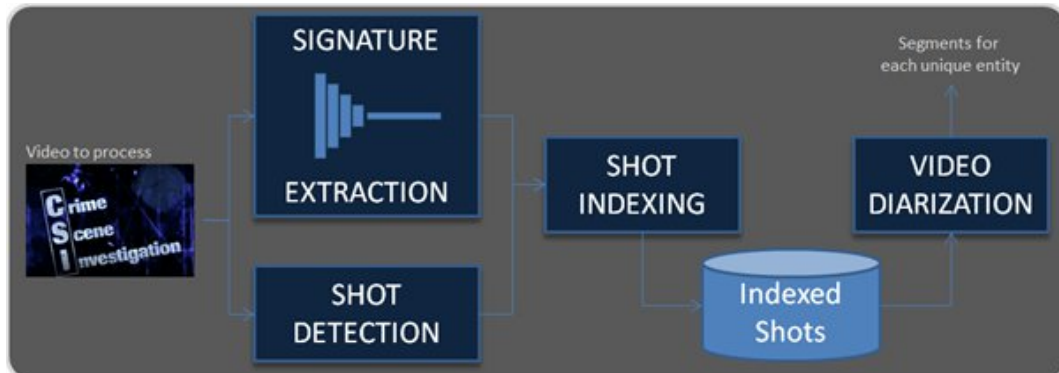 Video to process
Crime
Scene
Investigation
SIGNATURE
EXTRACTION
SHOT
DETECTION
SHOT
INDEXING
Indexed
Shots
VIDEO
DIARIZATION
Segments for
each unique entity